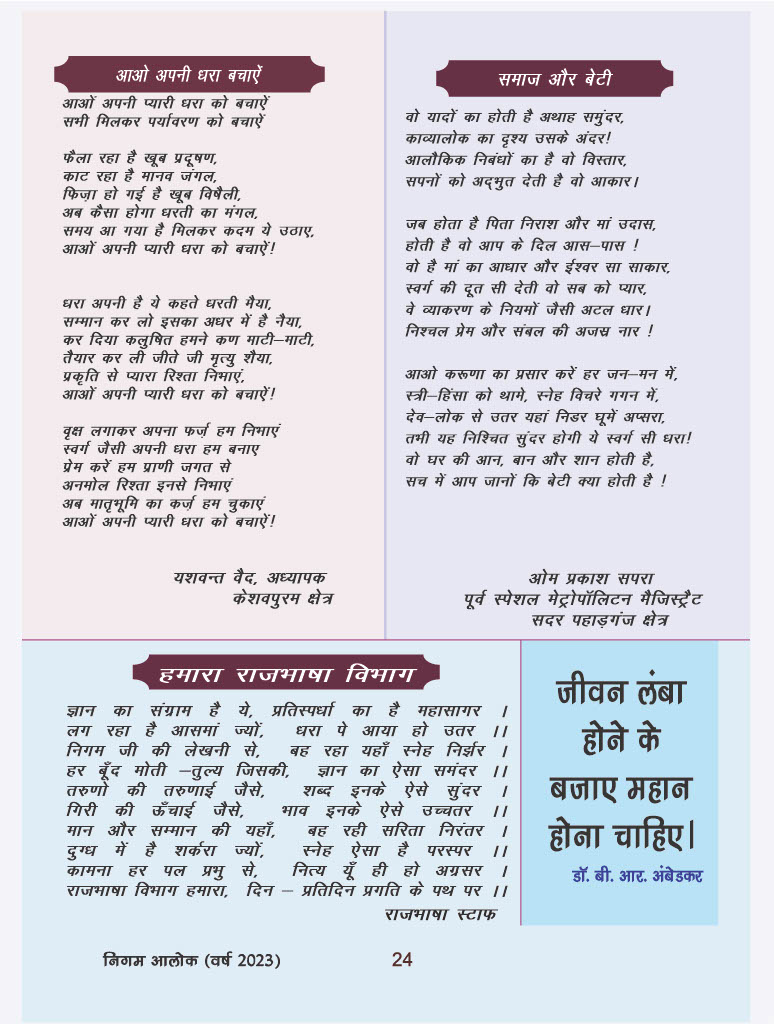 आओ अपनी धरा बचाऐं
आओं अपनी प्यारी धरा को बचाऐं
सभी मिलकर पर्यावरण को बचाऐं
फैला रहा है खूब प्रदूषण,
काट रहा है मानव जंगल,
फिज़ा हो गई है खूब विषैली,
अब कैसा होगा धरती का मंगल,
समय आ गया है मिलकर कदम ये उठाए,
आओं अपनी प्यारी धरा को बचाऐं!
धरा अपनी है ये कहते धरती मैया,
सम्मान कर लो इसका अधर में है नैया,
कर दिया कलुषित हमने कण माटी–माटी,
तैयार कर ली जीते जी मृत्यु शैया,
प्रकृति से प्यारा रिश्ता निभाएं,
आओं अपनी प्यारी धरा को बचाऐं!
वृक्ष लगाकर अपना फर्ज़ हम निभाएं
स्वर्ग जैसी अपनी धरा हम बनाए
प्रेम करें हम प्राणी जगत से
अनमोल रिश्ता इनसे निभाएं
अब मातृभूमि का कर्ज़ हम चुकाएं
आओं अपनी प्यारी धरा को बचाऐं!
यशवन्त वैद, अध्यापक
केशवपुरम क्षेत्र
समाज और बेटी
वो यादों का होती है अथाह समुंदर,
काव्यालोक का दृश्य उसके अंदर!
आलौकिक निबंधों का है वो विस्तार,
सपनों को अद्भुत देती है वो आकार।
जब होता है पिता निराश और मां उदास,
होती है वो आप के दिल आस–पास !
वो है मां का आधार और ईश्वर सा साकार,
स्वर्ग की दूत सी देती वो सब को प्यार,
वे व्याकरण के नियमों जैसी अटल धार।
निश्चल प्रेम और संबल की अजस्र नार !
आओ करूणा का प्रसार करें हर जन–मन में,
स्त्री–हिंसा को थामे, स्नेह विचरे गगन में,
देव–लोक से उतर यहां निडर घूमें अप्सरा,
तभी यह निश्चित सुंदर होगी ये स्वर्ग सी धरा!
वो घर की आन, बान और शान होती है,
सच में आप जानों कि बेटी क्या होती है !
ओम प्रकाश सपरा
पूर्व स्पेशल मेट्रोपॉलिटन मैजिस्ट्रैट
सदर पहाड़गंज क्षेत्र
हमारा राजभाषा विभाग
ज्ञान का संग्राम है ये, प्रतिस्पर्धा का है महासागर ।
लग रहा है आसमां ज्यों, धरा पे आया हो उतर ।।
निगम जी की लेखनी से, बह रहा यहाँ स्नेह निर्झर ।
हर बूँद मोती –तुल्य जिसकी, ज्ञान का ऐसा समंदर ।।
तरुणो की तरुणाई जैसे, शब्द इनके ऐसे सुंदर ।
गिरी की ऊँचाई जैसे, भाव इनके ऐसे उच्चतर ।।
मान और सम्मान की यहाँ, बह रही सरिता निरंतर ।
दुग्ध में है शर्करा ज्यों, स्नेह ऐसा है परस्पर ।।
कामना हर पल प्रभु से, नित्य यूँ ही हो अग्रसर ।
राजभाषा विभाग हमारा, दिन – प्रतिदिन प्रगति के पथ पर ।।
राजभाषा स्टाफ
जीवन लंबा
होने के
बजाए महान
होना चाहिए।
डॉ. बी. आर. अंबेडकर
निगम आलोक (वर्ष 2023)
24